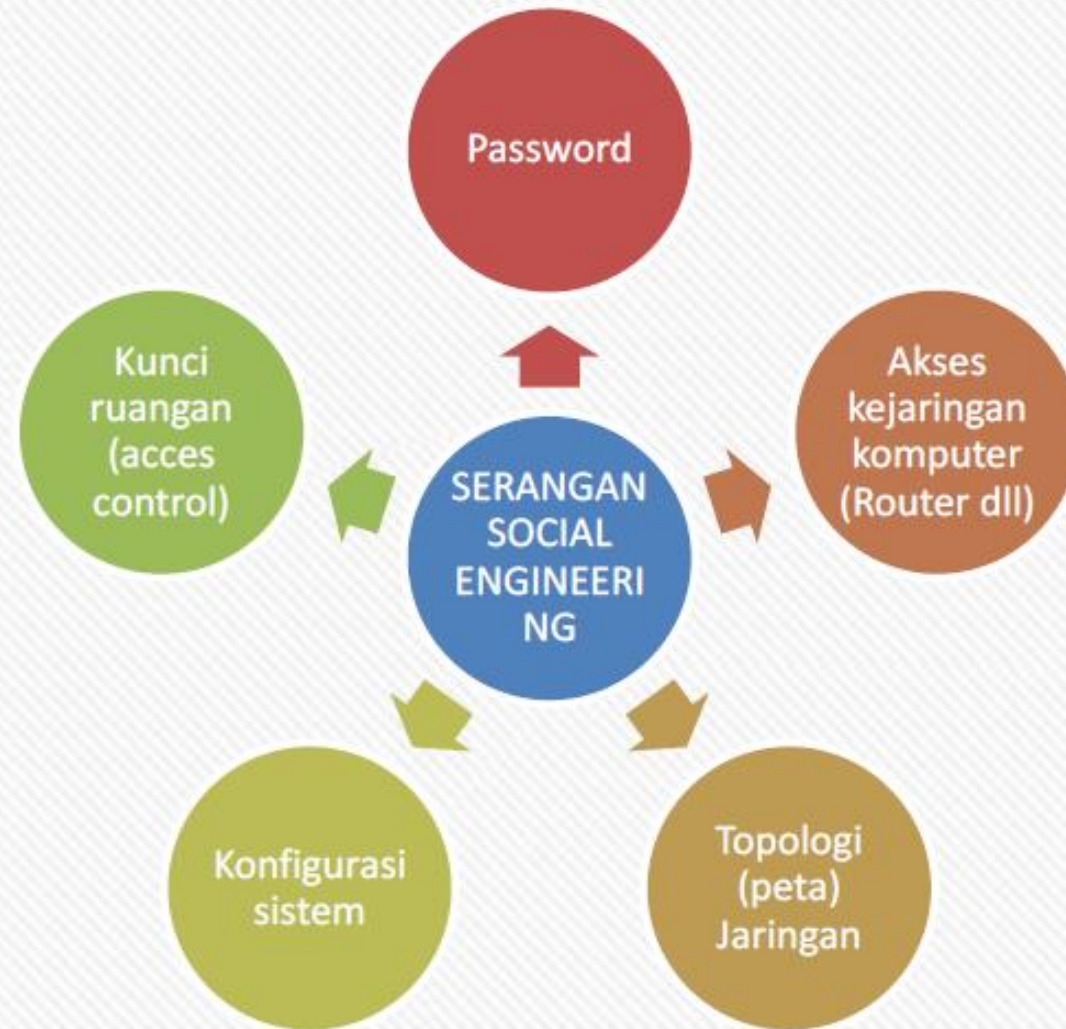 Password
Kunci
ruangan
(acces
control)
Akses
kejaringan
komputer
(Router dll)
SERANGAN
SOCIAL
ENGINEERI
NG
Konfigurasi
sistem
Topologi
(peta)
Jaringan